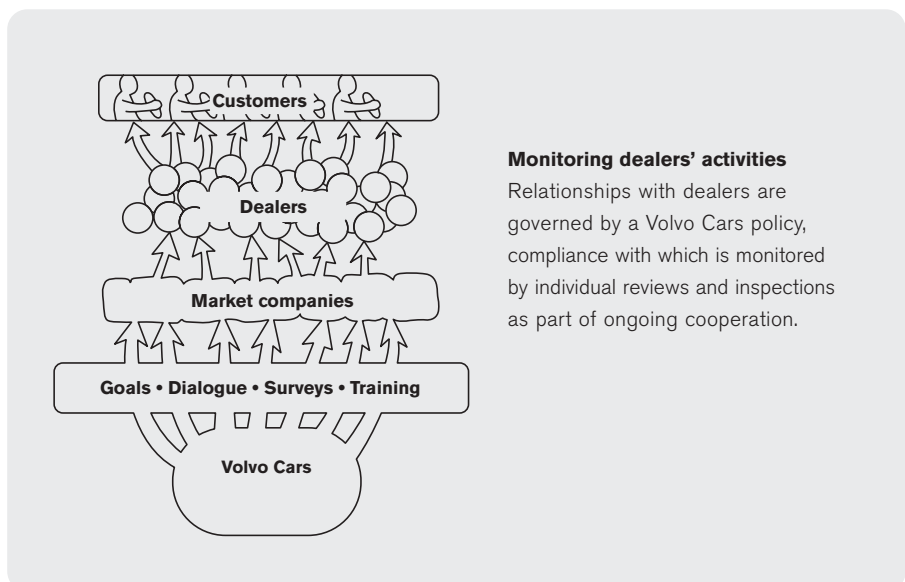 Customers
Dealers
Market companies
Goals • Dialogue • Surveys • Training
Volvo Cars
Monitoring dealers’ activities
Relationships with dealers are
governed by a Volvo Cars policy,
compliance with which is monitored
by individual reviews and inspections
as part of ongoing cooperation.